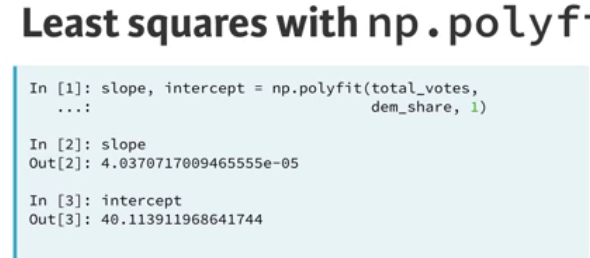 Least squares with np.polyf
In [1]: slope, intercept = np.polyfit(total_votes,
...: dem_share, 1)
In [2]: slope
Out[2]: 4.0370717009465555e-05
In [3]: intercept
Out[3]: 40.113911968641744